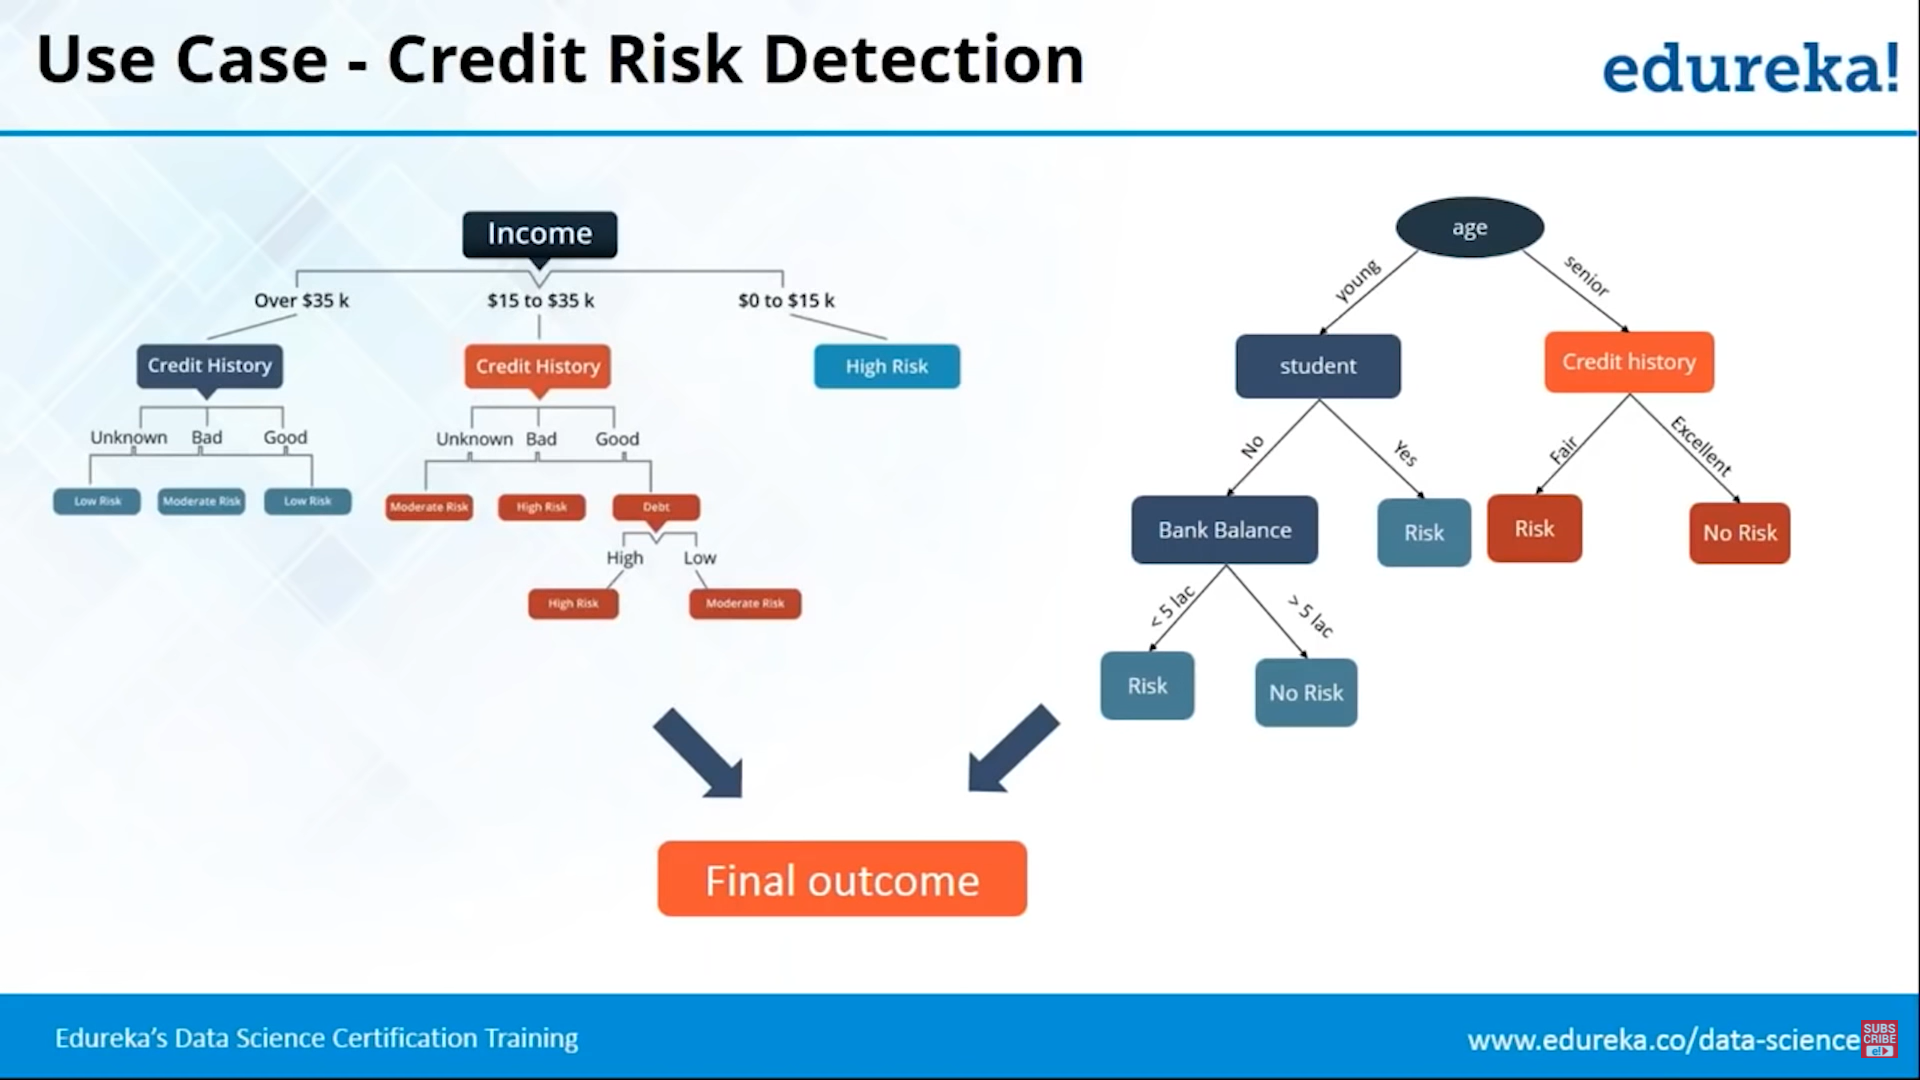 Use Case - Credit Risk Detection
edureka!
Income
Over $35 k
$15 to $35 k
$0 to $15 k
Credit History
Credit History
High Risk
Unknown
Bad
Good
Unknown
Bad
Good
Low Risk
Moderate Risk
Low Risk
Moderate Risk
High Risk
Debt
High
Low
High Risk
Moderate Risk
age
young
senior
student
Credit history
No
Yes
Fair
Excellent
Bank Balance
Risk
Risk
No Risk
< 5 lac
> 5 lac
Risk
No Risk
Final outcome
Edureka’s Data Science Certification Training
www.edureka.co/data-science
SUBS
CRIBE
e!